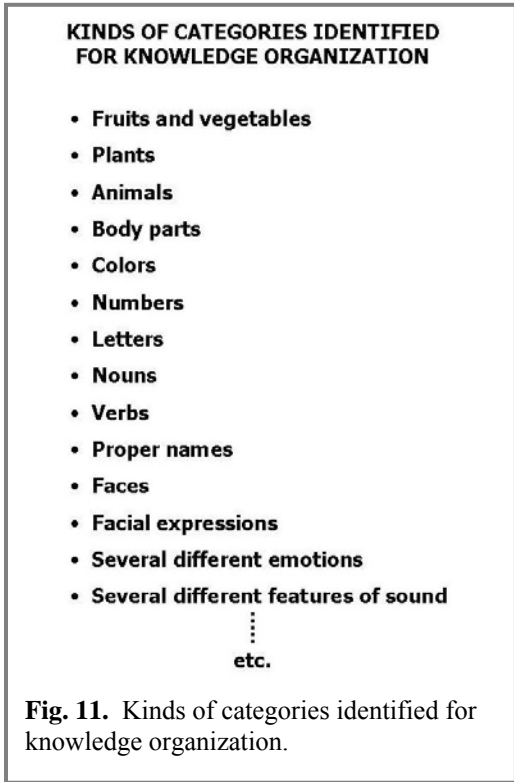 KINDS OF CATEGORIES IDENTIFIED
FOR KNOWLEDGE ORGANIZATION
• Fruits and vegetables
• Plants
• Animals
• Body parts
• Colors
• Numbers
• Letters
• Nouns
• Verbs
• Proper names
• Faces
• Facial expressions
• Several different emotions
• Several different features of sound
etc.
Fig. 11. Kinds of categories identified for
knowledge organization.